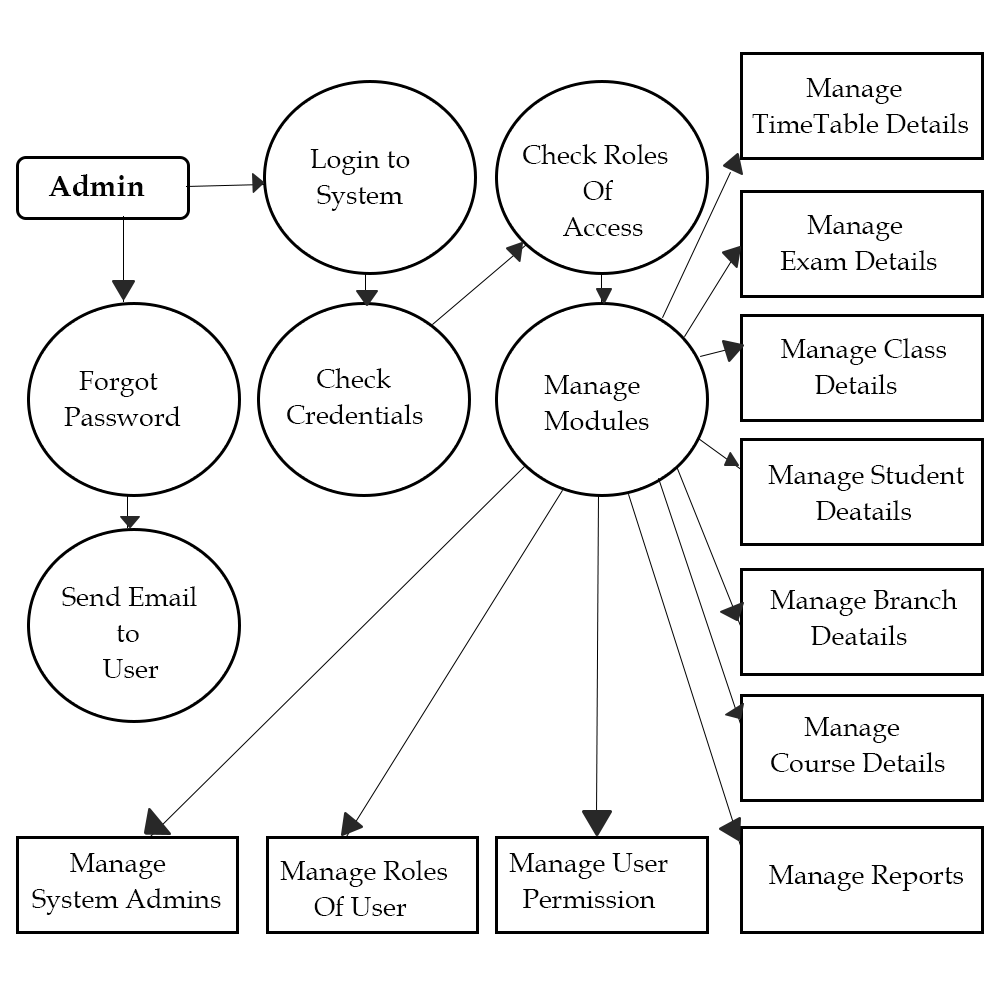 Admin
Login to
System
Check Roles
Of
Access
Manage
TimeTable Details
Manage
Exam Details
Forgot
Password
Check
Credentials
Manage
Modules
Manage Class
Details
Manage Student
Deatails
Send Email
to
User
Manage Branch
Deatails
Manage
Course Details
Manage
System Admins
Manage Roles
Of User
Manage User
Permission
Manage Reports